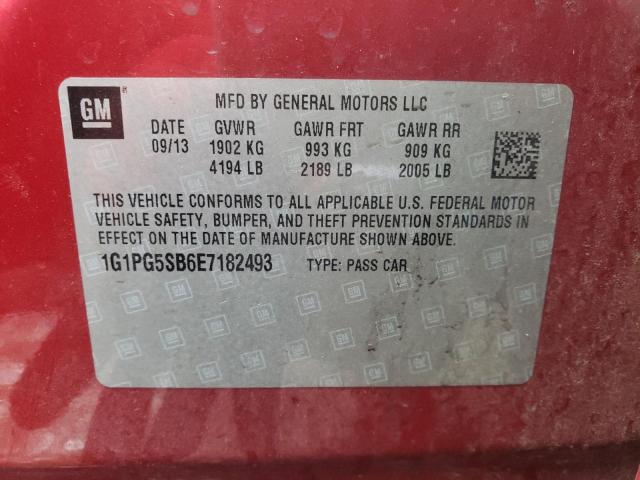 GM
MFD BY GENERAL MOTORS LLC
DATE GVWR GAWR FRT GAWR RR
09/13 1902 KG 993 KG 909 KG
4194 LB 2189 LB 2005 LB
THIS VEHICLE CONFORMS TO ALL APPLICABLE U.S. FEDERAL MOTOR
VEHICLE SAFETY, BUMPER, AND THEFT PREVENTION STANDARDS IN
EFFECT ON THE DATE OF MANUFACTURE SHOWN ABOVE.
1G1PG5SB6E7182493 TYPE: PASS CAR